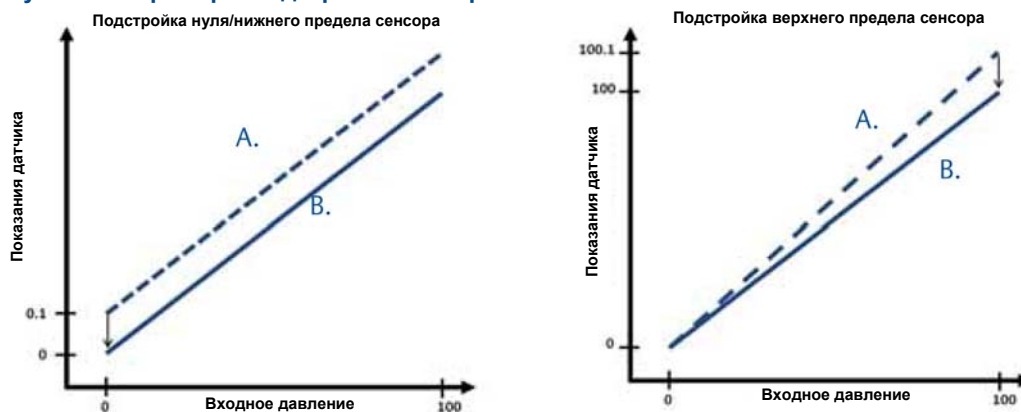 Подстройка нуля/нижнего предела сенсора
Показания датчика
A.
B.
0.1
0
0
100
Входное давление
Подстройка верхнего предела сенсора
Показания датчика
100.1
100
A.
B.
0
0
100
Входное давление